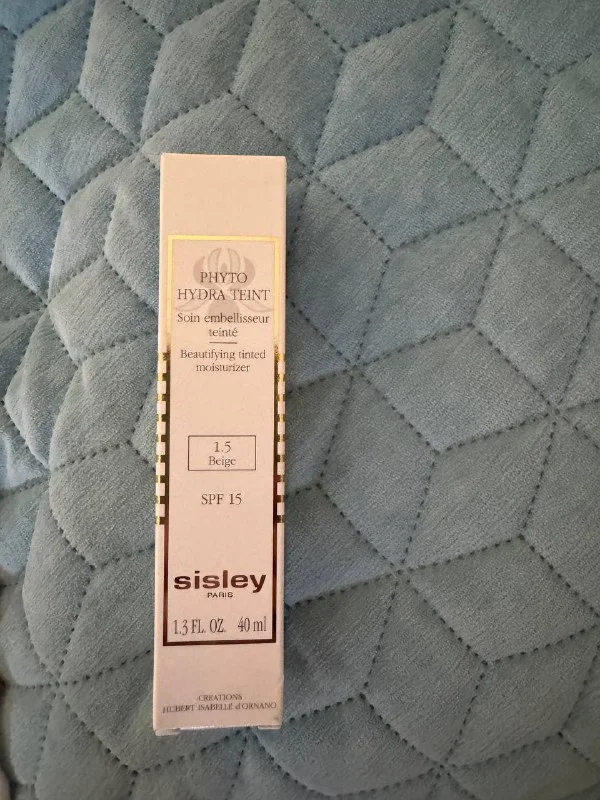 PHYTO
HYDRA TEINT
Soin embellisseur
teinté
Beautifying tinted
moisturizer
1.5
Beige
SPF 15
sisley
PARIS
1.3 FL. OZ. 40 ml
CREATIONS
HUBERT ISABELLE d'ORNANO